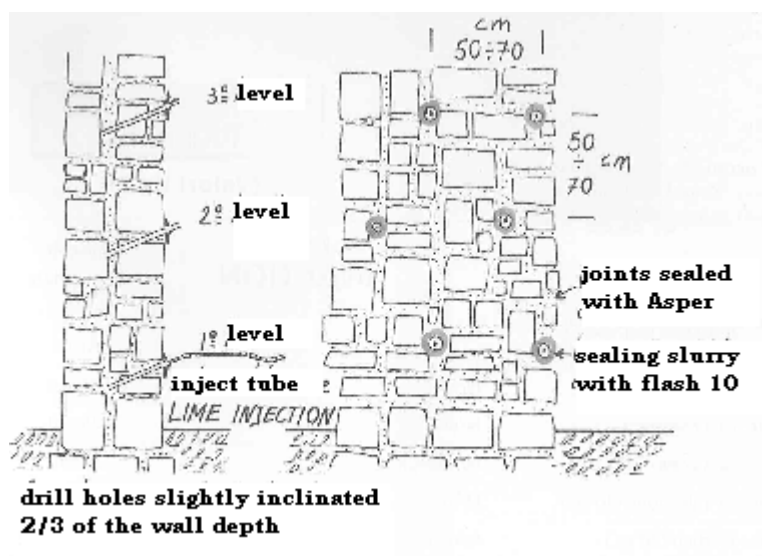 cm
50÷70
3º level
50
÷ cm
70
2º level
joints sealed
with Asper
1º level
inject tube
sealing slurry
with flash 10
LIME INJECTION
drill holes slightly inclinated
2/3 of the wall depth